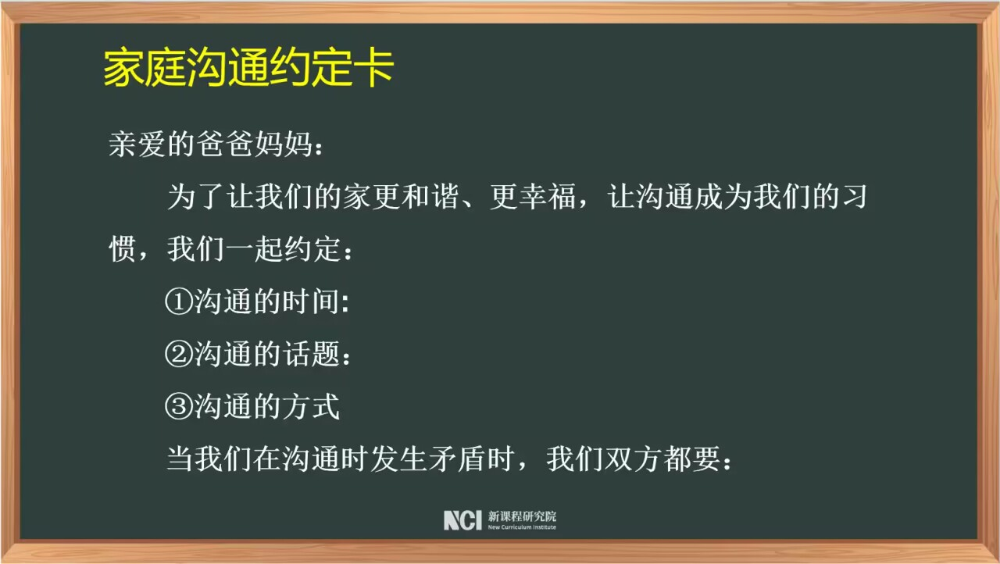 家庭沟通约定卡
亲爱的爸爸妈妈：
为了让我们的家更和谐、更幸福，让沟通成为我们的习
惯，我们一起约定：
①沟通的时间:
②沟通的话题：
③沟通的方式
当我们在沟通时发生矛盾时，我们双方都要：
NCI 新课程研究院
New Curriculum Institute